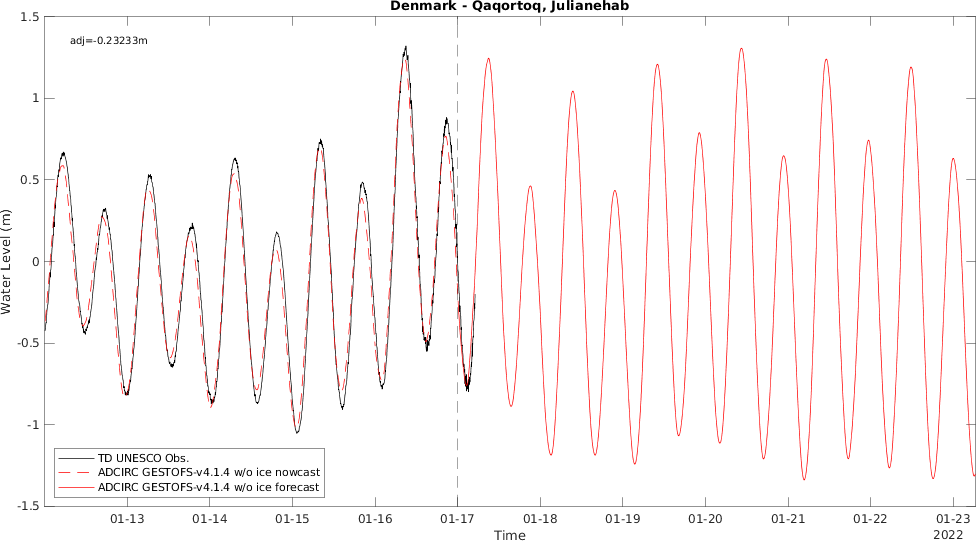 Denmark - Qaqortoq, Julianehab
adj=-0.23233m
1.5
1
0.5
0
-0.5
-1
-1.5
Water Level (m)
TD UNESCO Obs.
ADCIRC GESTOFS-v4.1.4 w/o ice nowcast
ADCIRC GESTOFS-v4.1.4 w/o ice forecast
01-13 01-14 01-15 01-16 01-17 01-18 01-19 01-20 01-21 01-22 01-23
Time
2022